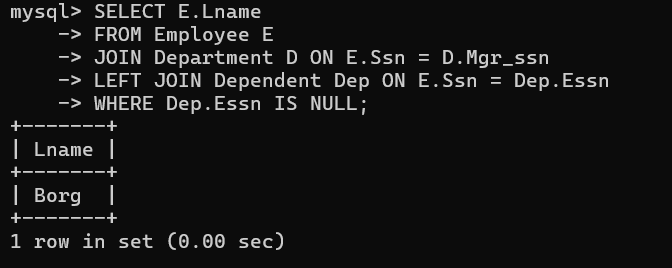 mysql> SELECT E.Lname
    -> FROM Employee E
    -> JOIN Department D ON E.Ssn = D.Mgr_ssn
    -> LEFT JOIN Dependent Dep ON E.Ssn = Dep.Essn
    -> WHERE Dep.Essn IS NULL;
+-------+
| Lname |
+-------+
| Borg  |
+-------+
1 row in set (0.00 sec)